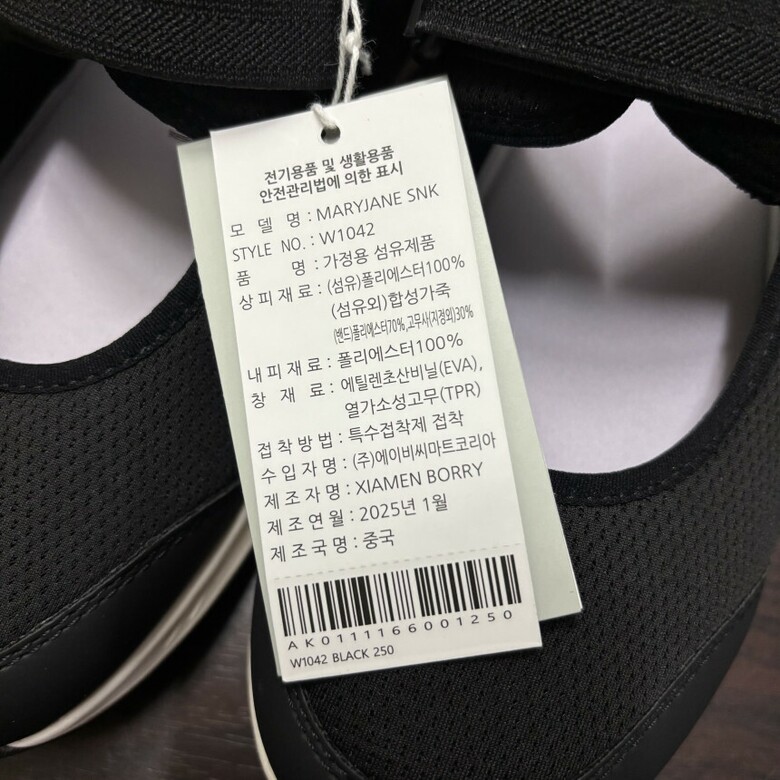 전기용품 및 생활용품
안전관리법에 의한 표시
모 델 명 : MARYJANE SNK
STYLE NO. : W1042
품 명 : 가정용 섬유제품
상 피 재 료 : (섬유)폴리에스터100%
(섬유외)합성가죽
(밴드)폴리에스터70%,고무사(지정외)30%
내 피 재 료 : 폴리에스터100%
창 재 료 : 에틸렌초산비닐(EVA),
열가소성고무(TPR)
접 착 방 법 : 특수접착제 접착
수 입 자 명 : (주)에이비씨마트코리아
제 조 자 명 : XIAMEN BORRY
제 조 연 월 : 2025년 1월
제 조 국 명 : 중국
AK0111166001250
W1042 BLACK 250